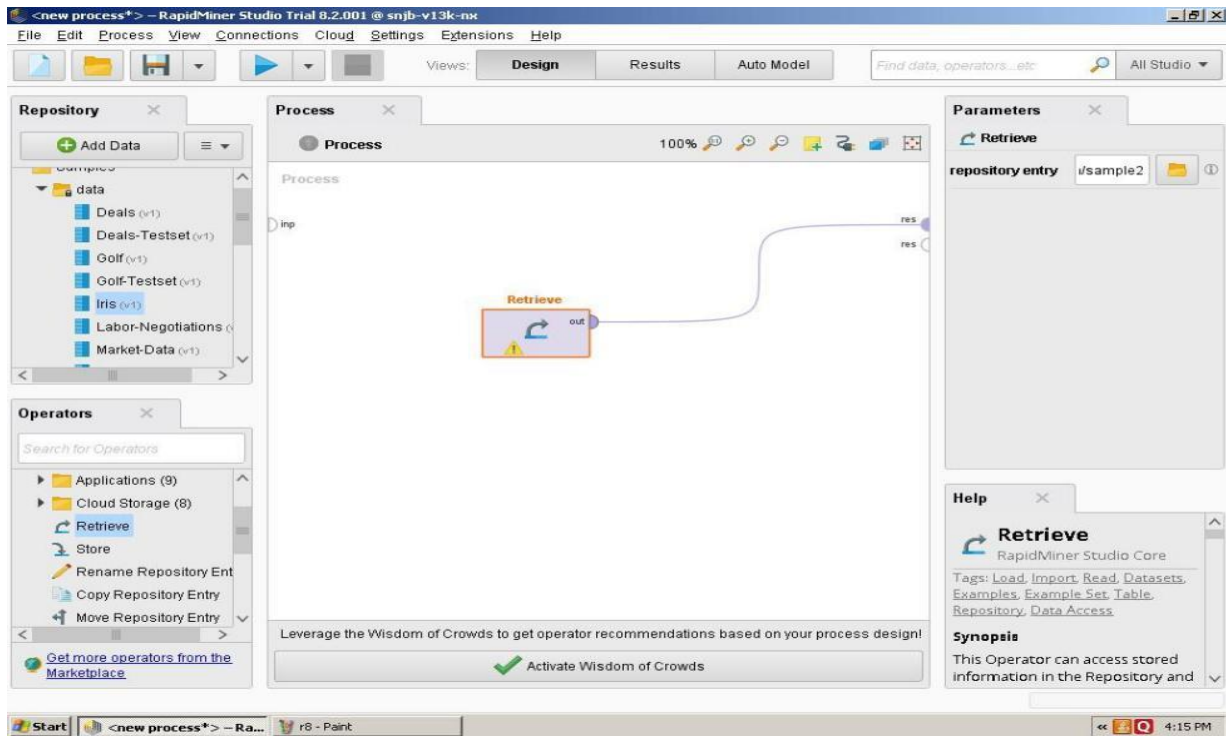 <new process*> – RapidMiner Studio Trial 8.2.001 @ snjb-v13k-nx
File Edit Process View Connections Cloud Settings Extensions Help
Views: Design Results Auto Model Find data, operators...etc All Studio
Repository
Add Data
Samples
data
Deals (v1)
Deals-Testset (v1)
Golf (v1)
Golf-Testset (v1)
Iris (v1)
Labor-Negotiations
Market-Data (v1)
Operators
Search for Operators
Applications (9)
Cloud Storage (8)
Retrieve
Store
Rename Repository Ent
Copy Repository Entry
Move Repository Entry
Get more operators from the
Marketplace
Process
Process 100%
Process
inp
res
res
Retrieve
out
Leverage the Wisdom of Crowds to get operator recommendations based on your process design!
Activate Wisdom of Crowds
Parameters
Retrieve
repository entry /sample2
Help
Retrieve
RapidMiner Studio Core
Tags: Load, Import, Read, Datasets,
Examples, Example Set, Table,
Repository, Data Access
Synopsis
This Operator can access stored
information in the Repository and
Start <new process*> – Ra... r8 - Paint « Q 4:15 PM